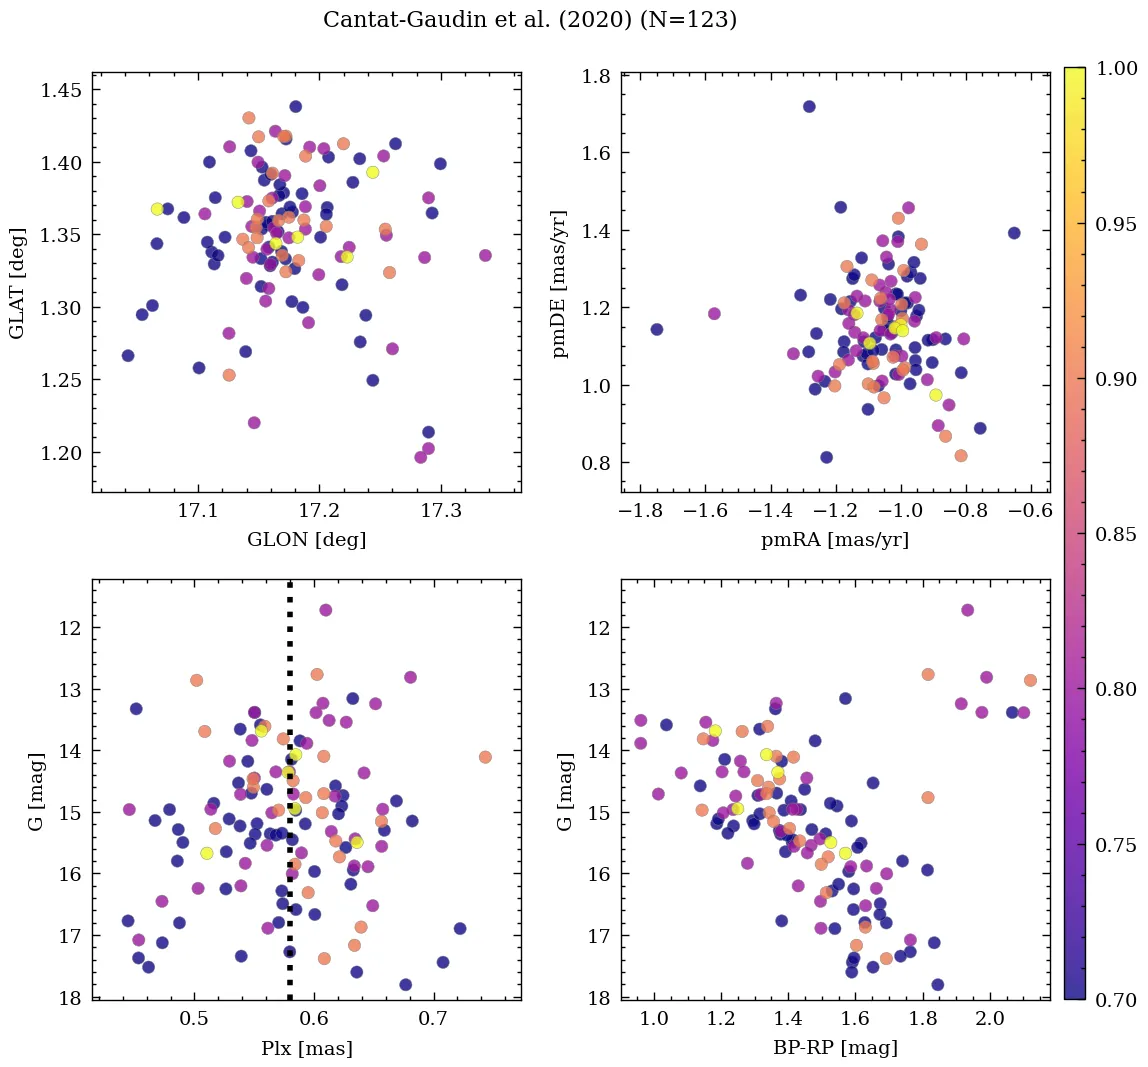 Cantat-Gaudin et al. (2020) (N=123)
1.45
1.40
1.35
1.30
1.25
1.20
GLAT [deg]
17.1 17.2 17.3
GLON [deg]
1.8
1.6
1.4
1.2
1.0
0.8
pmDE [mas/yr]
−1.8 −1.6 −1.4 −1.2 −1.0 −0.8 −0.6
pmRA [mas/yr]
12
13
14
15
16
17
18
G [mag]
0.5 0.6 0.7
Plx [mas]
12
13
14
15
16
17
18
G [mag]
1.0 1.2 1.4 1.6 1.8 2.0
BP-RP [mag]
1.00
0.95
0.90
0.85
0.80
0.75
0.70